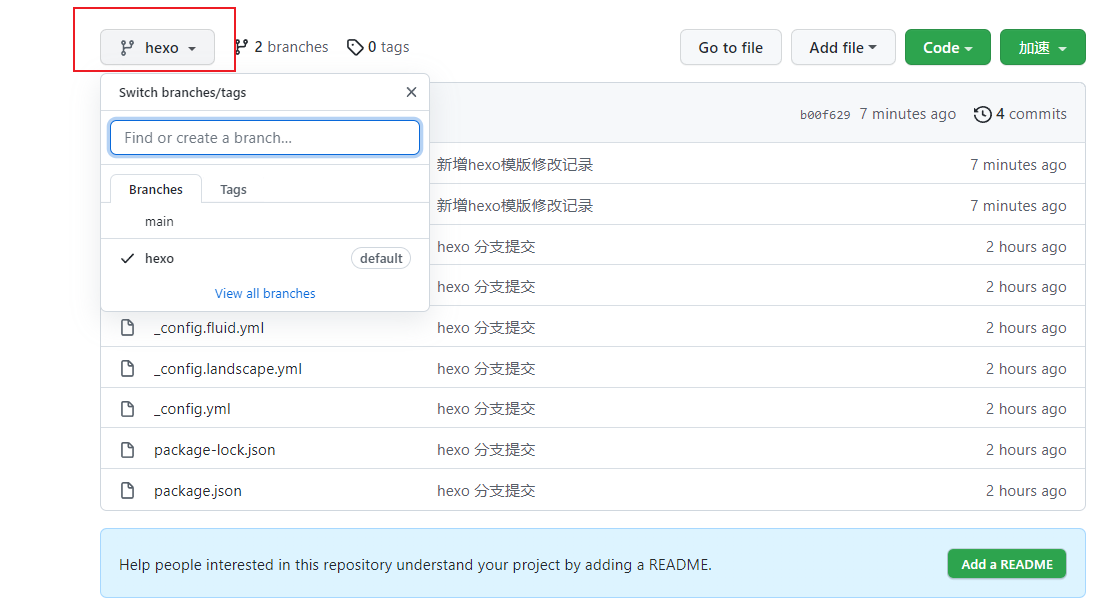 hexo 2 branches 0 tags Go to file Add file Code 加速
Switch branches/tags
b00f629 7 minutes ago 4 commits
Find or create a branch...
新增hexo模版修改记录 7 minutes ago
Branches Tags
新增hexo模版修改记录 7 minutes ago
main
hexo 分支提交 2 hours ago
hexo default
hexo 分支提交 2 hours ago
View all branches
_config.fluid.yml hexo 分支提交 2 hours ago
_config.landscape.yml hexo 分支提交 2 hours ago
_config.yml hexo 分支提交 2 hours ago
package-lock.json hexo 分支提交 2 hours ago
package.json hexo 分支提交 2 hours ago
Help people interested in this repository understand your project by adding a README. Add a README